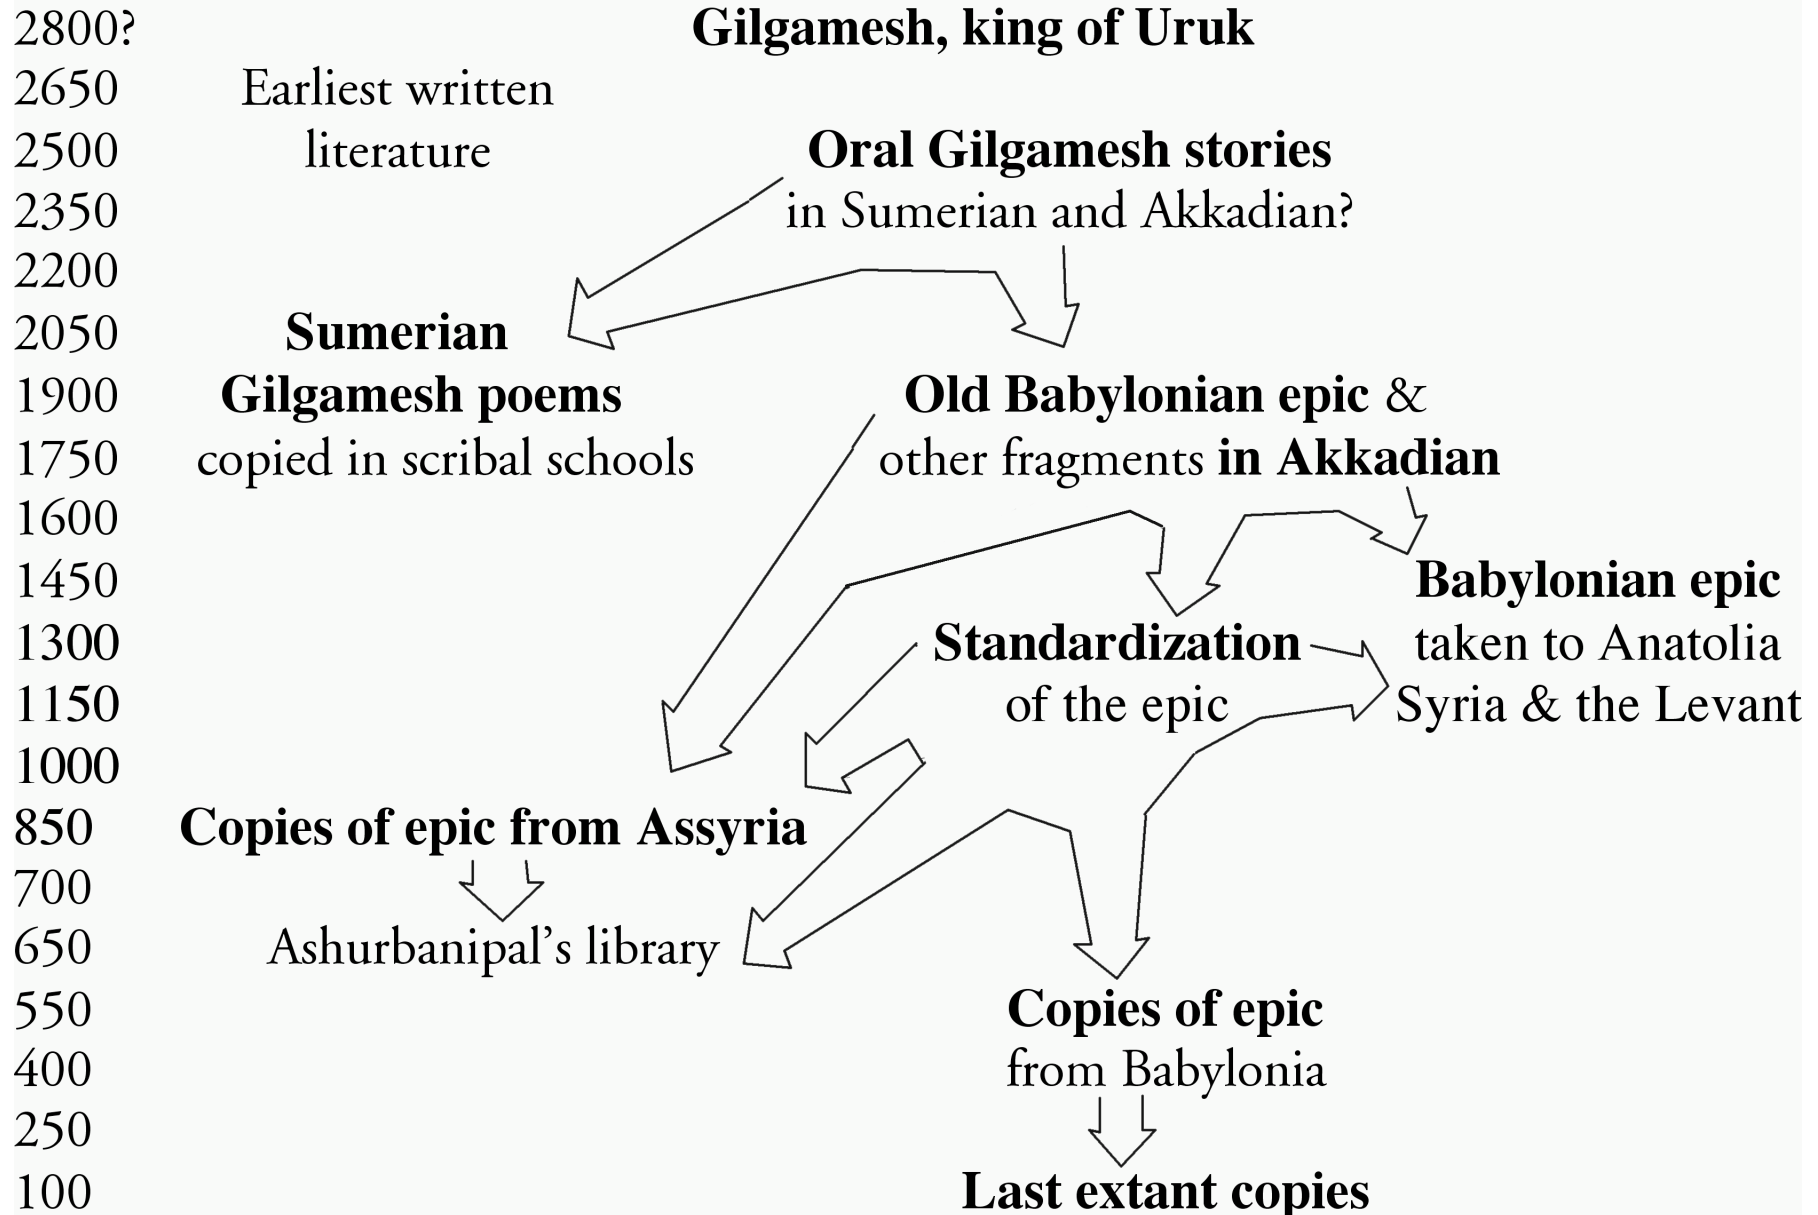 2800? Gilgamesh, king of Uruk
2650 Earliest written
2500 literature Oral Gilgamesh stories
2350 in Sumerian and Akkadian?
2200
2050 Sumerian
1900 Gilgamesh poems Old Babylonian epic &
1750 copied in scribal schools other fragments in Akkadian
1600
1450 Babylonian epic
1300 Standardization taken to Anatolia
1150 of the epic Syria & the Levant
1000
850 Copies of epic from Assyria
700
650 Ashurbanipal’s library
550 Copies of epic
400 from Babylonia
250
100 Last extant copies